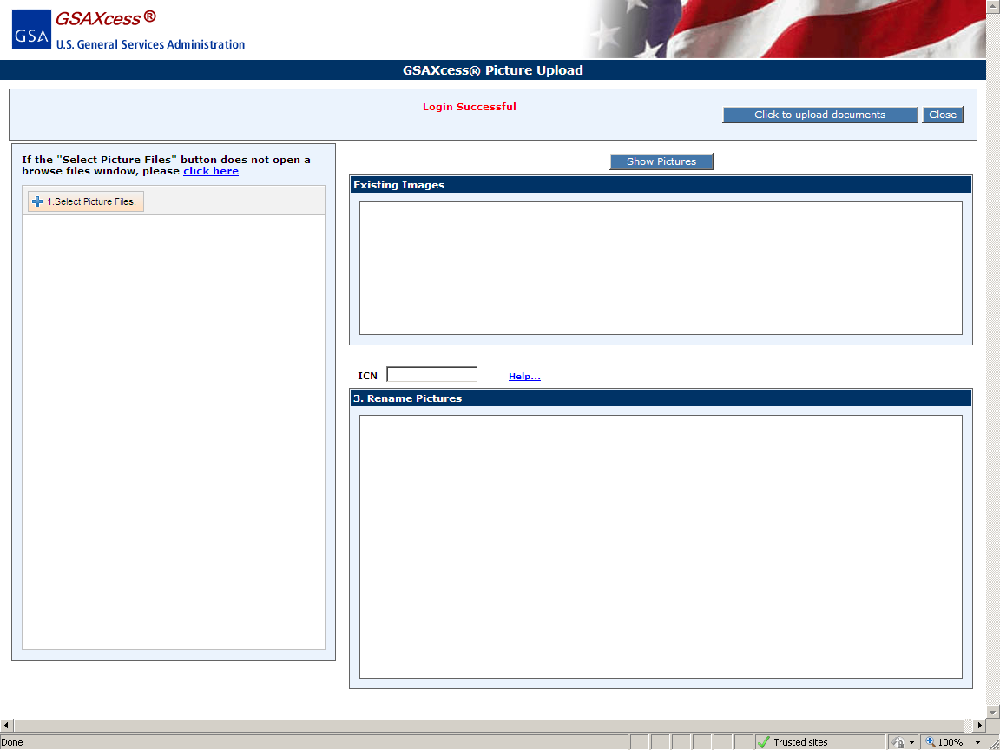 GSA
GSAXcess ®
U.S. General Services Administration
GSAXcess® Picture Upload
Login Successful
Click to upload documents
Close
If the "Select Picture Files" button does not open a
browse files window, please click here
1.Select Picture Files.
Show Pictures
Existing Images
ICN
Help...
3. Rename Pictures
Done
Trusted sites
100%